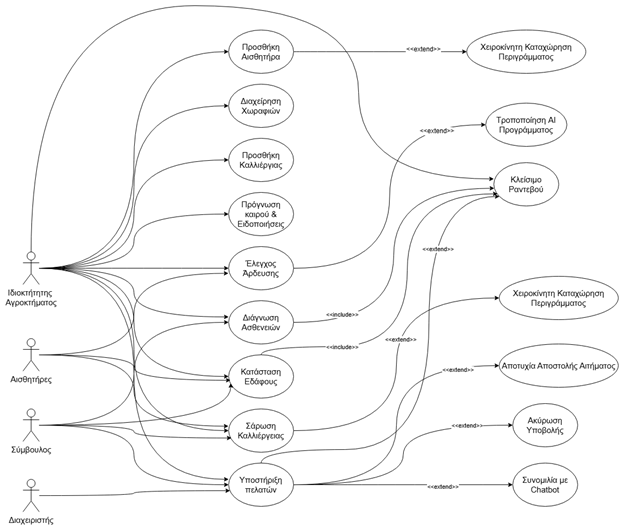 Προσθήκη
Αισθητήρα
<<extend>>
Χειροκίνητη Καταχώρηση
Περιγράμματος
Διαχείρηση
Χωραφιών
Τροποποίηση AI
Προγράμματος
<<extend>>
Προσθήκη
Καλλιέργιας
Κλείσιμο
Ραντεβού
Πρόγνωση
καιρού &
Ειδοποιήσεις
<<extend>>
Ιδιοκτήτητης
Αγροκτήματος
Έλεγχος
Άρδευσης
Χειροκίνητη Καταχώρηση
Περιγράμματος
Διάγνωση
Ασθενειών
<<include>>
<<extend>>
Αισθητήρες
Κατάσταση
Εδάφους
<<include>>
<<extend>>
Αποτυχία Αποστολής Αιτήματος
Σύμβουλος
Σάρωση
Καλλιέργειας
<<extend>>
Ακύρωση
Υποβολής
Διαχειριστής
Υποστήριξη
πελατών
<<extend>>
Συνομιλία με
Chatbot